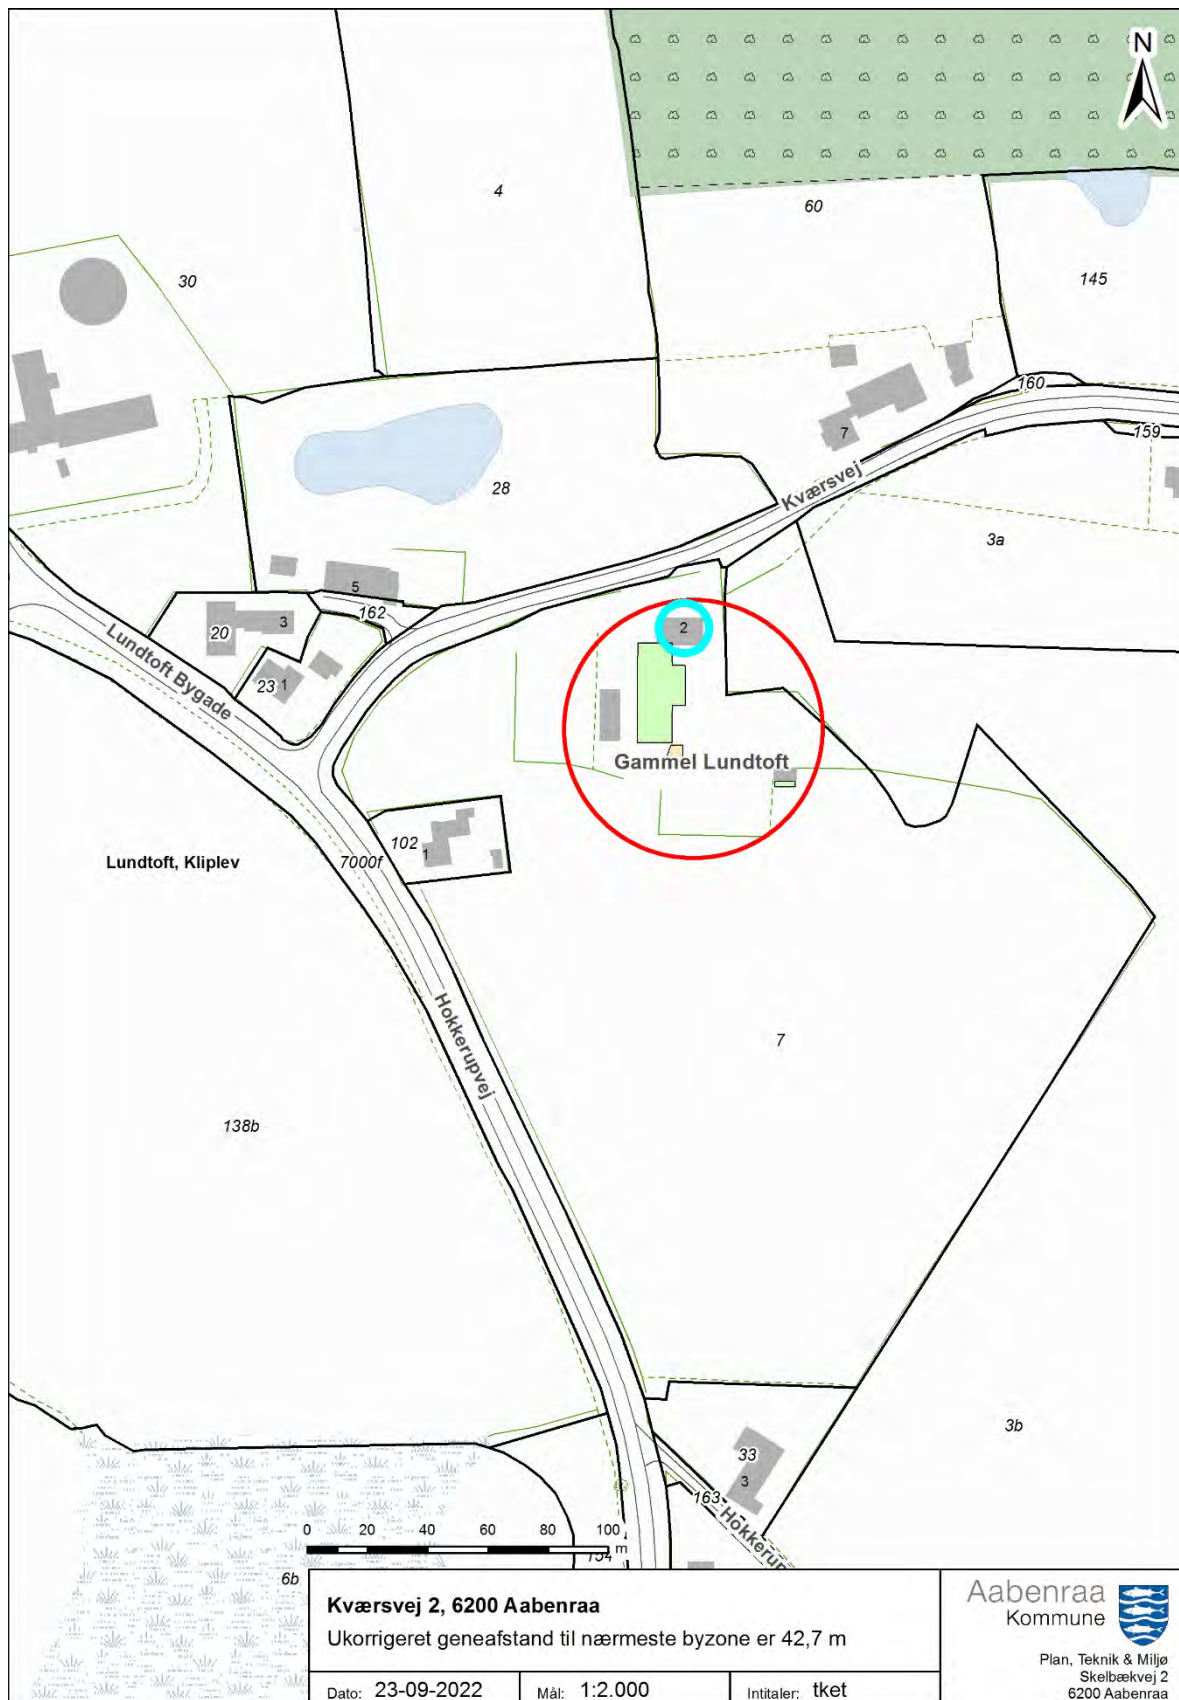 N
4
60
30
145
160
7
159
Kværsvej
28
3a
5
162
2
20
3
Lundtoft Bygade
23
1
Gammel Lundtoft
102
1
7000f
Lundtoft, Kliplev
Hokkerupvej
7
138b
3b
33
3
163
Hokkerup
0 20 40 60 80 100
m
154
6b
Kværsvej 2, 6200 Aabenraa
Ukorrigeret geneafstand til nærmeste byzone er 42,7 m
Dato: 23-09-2022
Mål: 1:2.000
Intitaler: tket
Aabenraa
Kommune
Plan, Teknik & Miljø
Skelbækvej 2
6200 Aabenraa